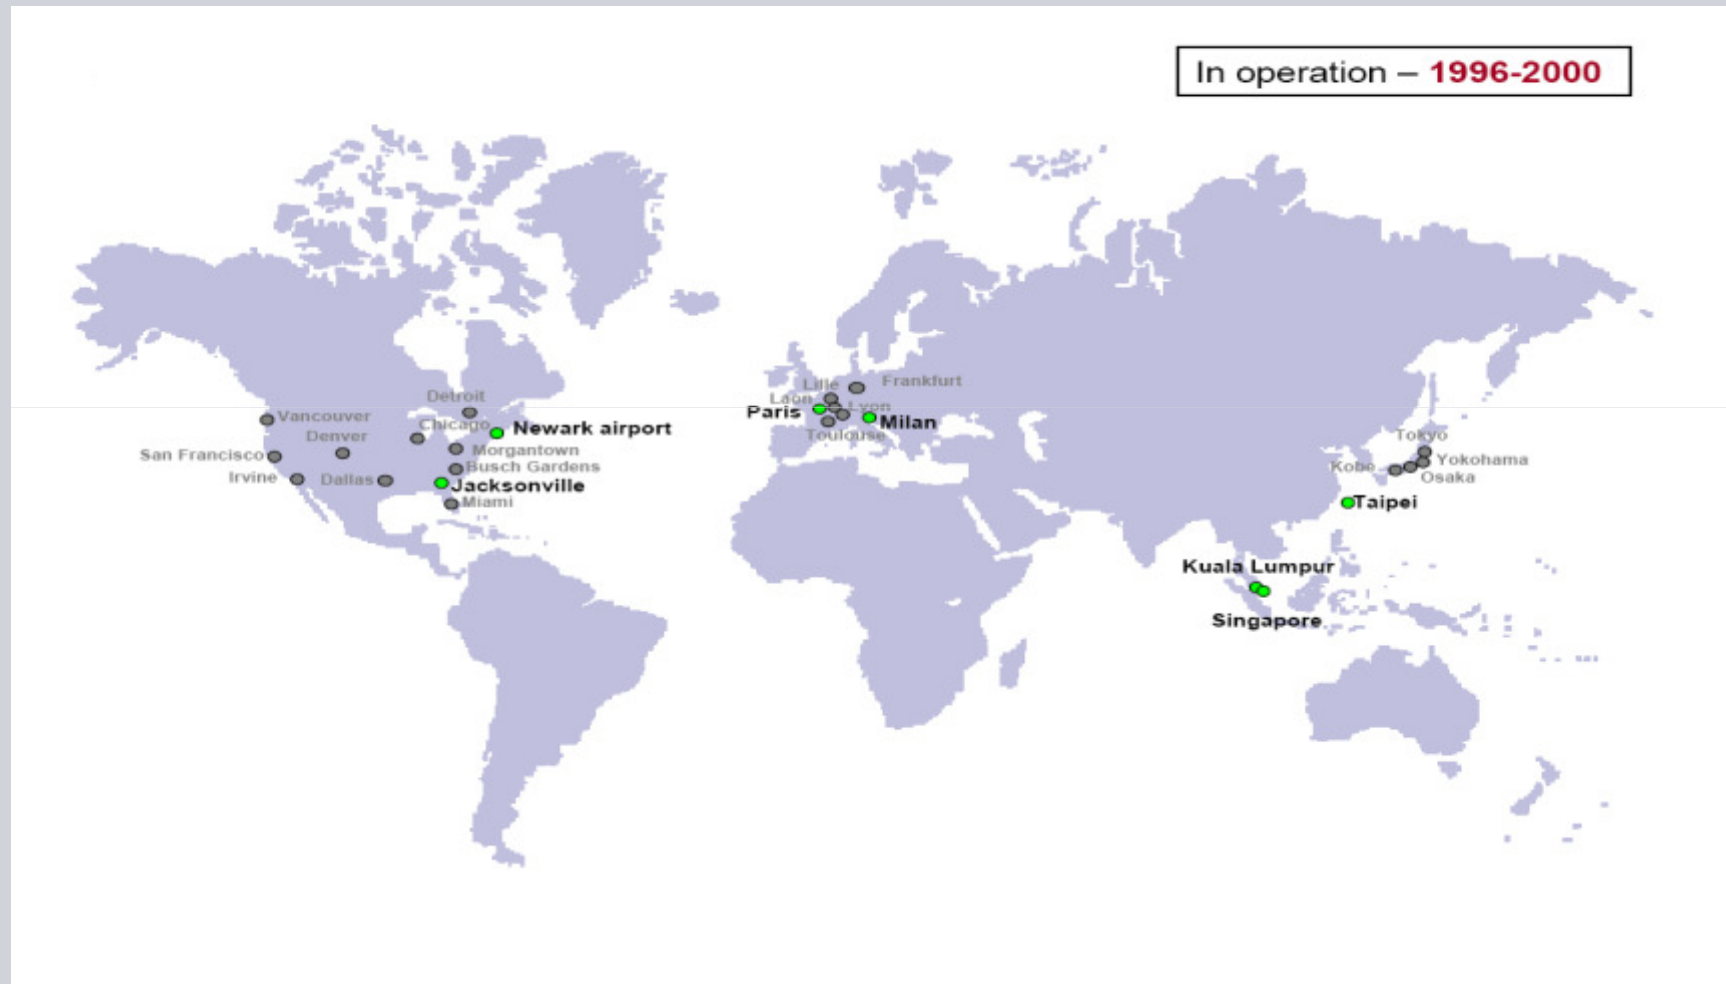 In operation – 1996-2000
Lille
Frankfurt
Laon
Lyon
Paris
Milan
Toulouse
Detroit
Vancouver
Chicago
Newark airport
Denver
San Francisco
Morgantown
Busch Gardens
Irvine
Dallas
Jacksonville
Miami
Tokyo
Kobe
Yokohama
Osaka
Taipei
Kuala Lumpur
Singapore